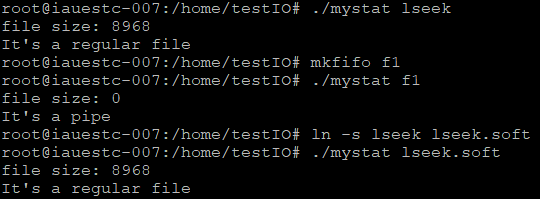 root@iauestc-007:/home/testIO# ./mystat lseek
file size: 8968
It's a regular file
root@iauestc-007:/home/testIO# mkfifo f1
root@iauestc-007:/home/testIO# ./mystat f1
file size: 0
It's a pipe
root@iauestc-007:/home/testIO# ln -s lseek lseek.soft
root@iauestc-007:/home/testIO# ./mystat lseek.soft
file size: 8968
It's a regular file